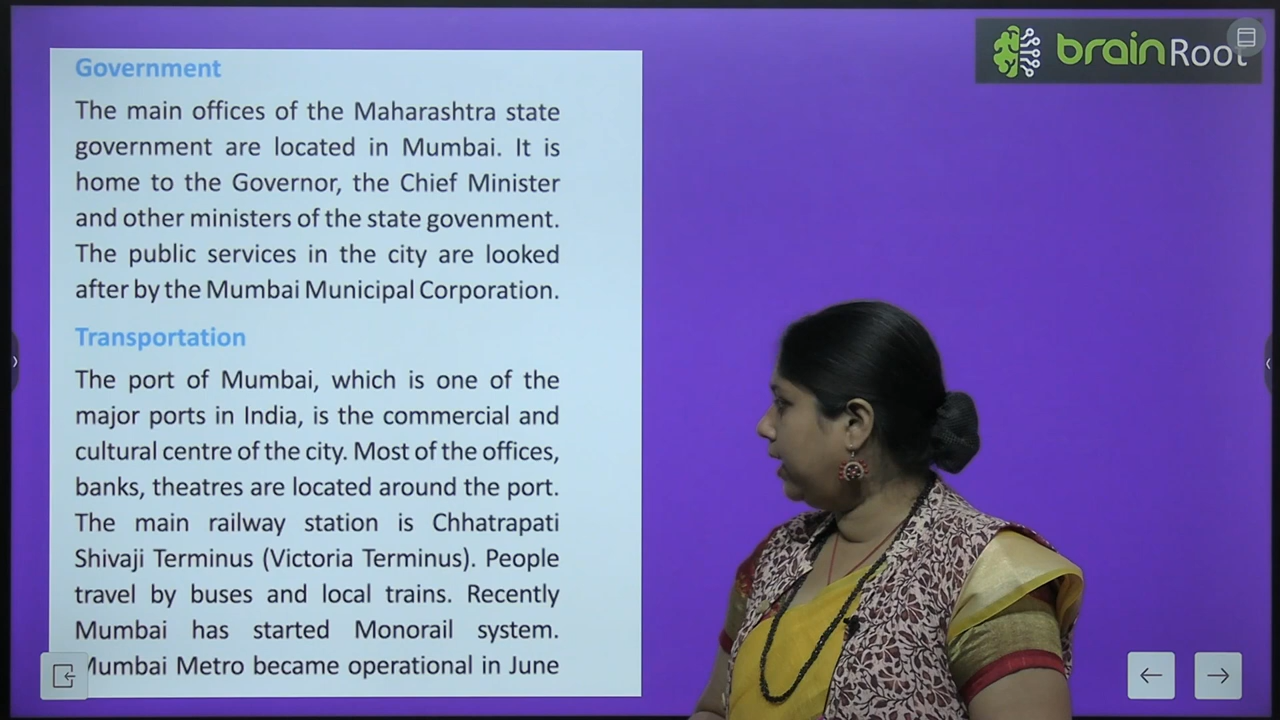 brainRoot
Government
The main offices of the Maharashtra state
government are located in Mumbai. It is
home to the Governor, the Chief Minister
and other ministers of the state govenment.
The public services in the city are looked
after by the Mumbai Municipal Corporation.
Transportation
The port of Mumbai, which is one of the
major ports in India, is the commercial and
cultural centre of the city. Most of the offices,
banks, theatres are located around the port.
The main railway station is Chhatrapati
Shivaji Terminus (Victoria Terminus). People
travel by buses and local trains. Recently
Mumbai has started Monorail system.
Mumbai Metro became operational in June